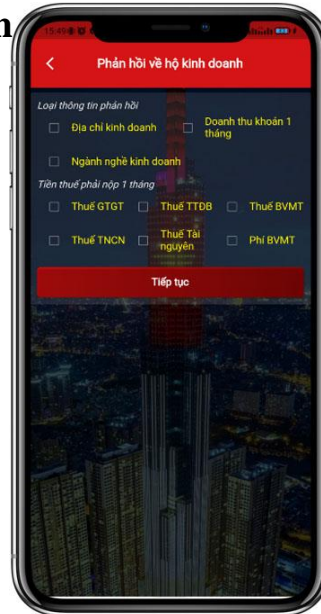 15:49
Phản hồi về hộ kinh doanh
Loại thông tin phản hồi
Địa chỉ kinh doanh
Doanh thu khoán 1
tháng
Ngành nghề kinh doanh
Tiền thuế phải nộp 1 tháng
Thuế GTGT
Thuế TTĐB
Thuế BVMT
Thuế TNCN
Thuế Tài
nguyên
Phí BVMT
Tiếp tục